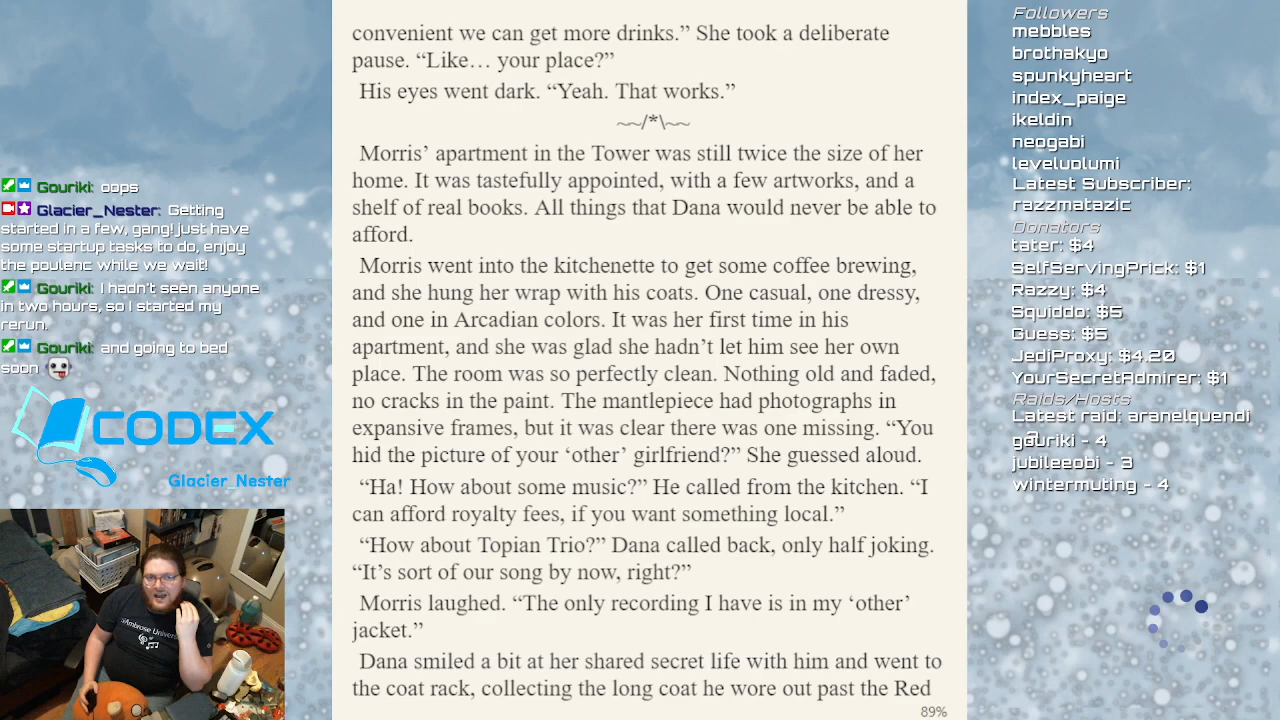 convenient we can get more drinks.” She took a deliberate
pause. “Like… your place?”
His eyes went dark. “Yeah. That works.”
~~/*\~~
Morris’ apartment in the Tower was still twice the size of her
home. It was tastefully appointed, with a few artworks, and a
shelf of real books. All things that Dana would never be able to
afford.
Morris went into the kitchenette to get some coffee brewing,
and she hung her wrap with his coats. One casual, one dressy,
and one in Arcadian colors. It was her first time in his
apartment, and she was glad she hadn’t let him see her own
place. The room was so perfectly clean. Nothing old and faded,
no cracks in the paint. The mantlepiece had photographs in
expansive frames, but it was clear there was one missing. “You
hid the picture of your ‘other’ girlfriend?” She guessed aloud.
“Ha! How about some music?” He called from the kitchen. “I
can afford royalty fees, if you want something local.”
“How about Topian Trio?” Dana called back, only half joking.
“It’s sort of our song by now, right?”
Morris laughed. “The only recording I have is in my ‘other’
jacket.”
Dana smiled a bit at her shared secret life with him and went to
the coat rack, collecting the long coat he wore out past the Red
89%
Gouriki: oops
Glacier_Nester: Getting
started in a few, gang! just have
some startup tasks to do, enjoy
the poulenc while we wait!
Gouriki: I hadn't seen anyone
in two hours, so I started my
rerun.
Gouriki: and going to bed
soon
CODEX
Glacier_Nester
Ambrose Univers
Followers
mebbles
brothakyo
spunkyheart
index_paige
ikeldin
neogabi
leveluplumi
Latest Subscriber:
razzmatazic
Donators
tater: $4
SelfServingPrick: $1
Razzy: $4
Squiddo: $5
Guess: $5
JediProxy: $4.20
YourSecretAdmirer: $1
Raids/Hosts
Latest raid: aranelquendi
gouriki - 4
jubileeobi - 3
wintermuting - 4